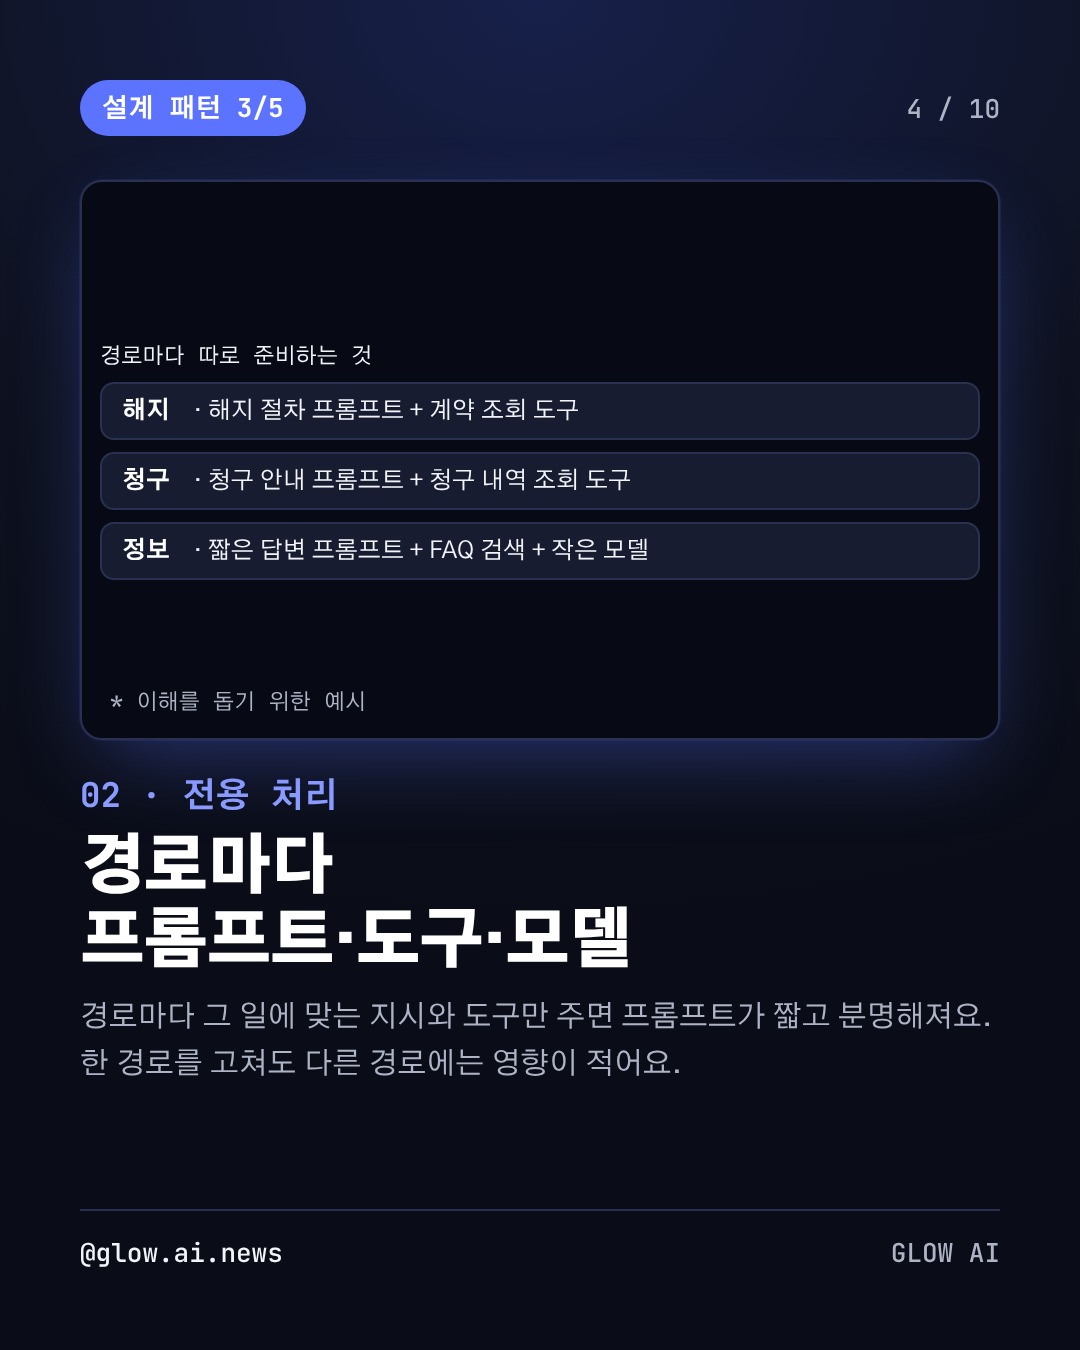 설계 패턴 3/5
4 / 10
경로마다 따로 준비하는 것
해지 · 해지 절차 프롬프트 + 계약 조회 도구
청구 · 청구 안내 프롬프트 + 청구 내역 조회 도구
정보 · 짧은 답변 프롬프트 + FAQ 검색 + 작은 모델
* 이해를 돕기 위한 예시
02 · 전용 처리
경로마다
프롬프트·도구·모델
경로마다 그 일에 맞는 지시와 도구만 주면 프롬프트가 짧고 분명해져요.
한 경로를 고쳐도 다른 경로에는 영향이 적어요.
@glow.ai.news
GLOW AI